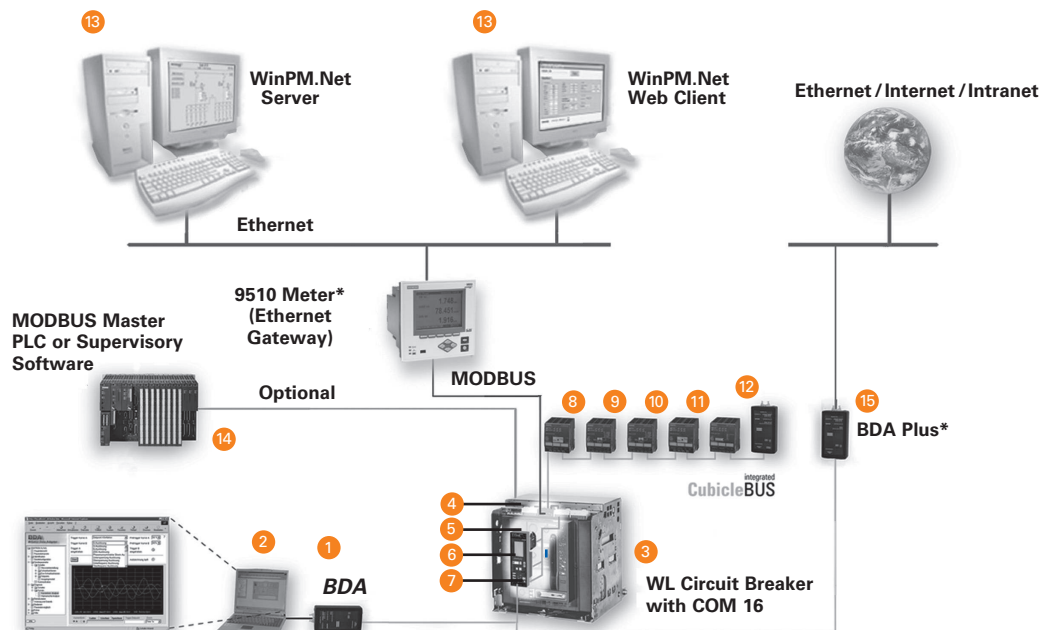 13
13
WinPM.Net
Server
WinPM.Net
Web Client
Ethernet/Internet/Intranet
Ethernet
9510 Meter*
(Ethernet
Gateway)
MODBUS Master
PLC or Supervisory
Software
Optional
MODBUS
14
8
9
10
11
12
15
BDA Plus*
integrated
CubicleBUS
4
5
6
7
3
WL Circuit Breaker
with COM 16
2
1
BDA